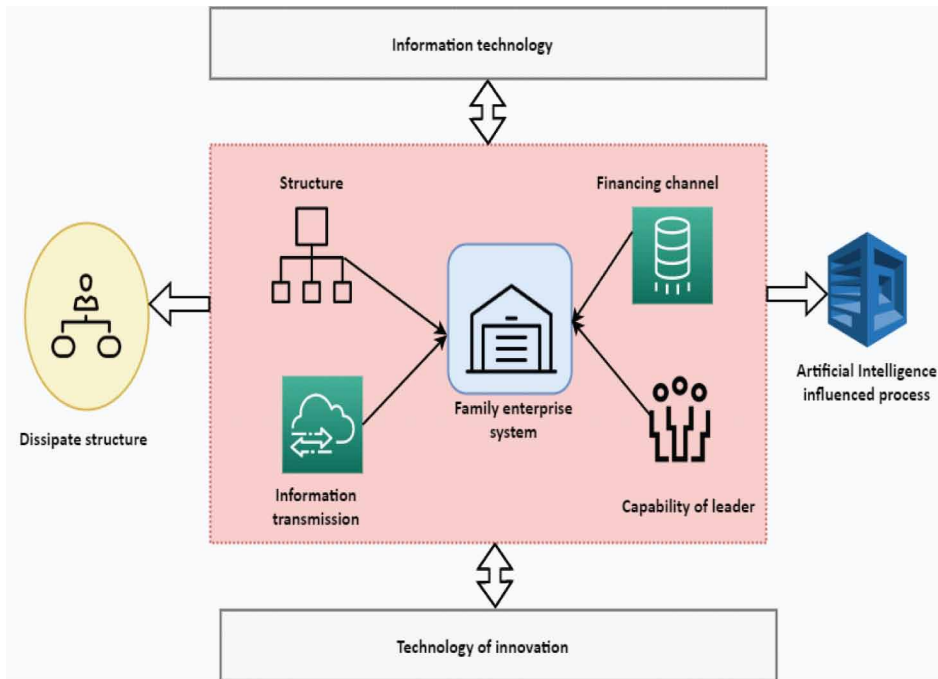 Information technology
Structure
Financing channel
Artificial Intelligence
influenced process
Family enterprise
system
Dissipate structure
Information
transmission
Capability of leader
Technology of innovation